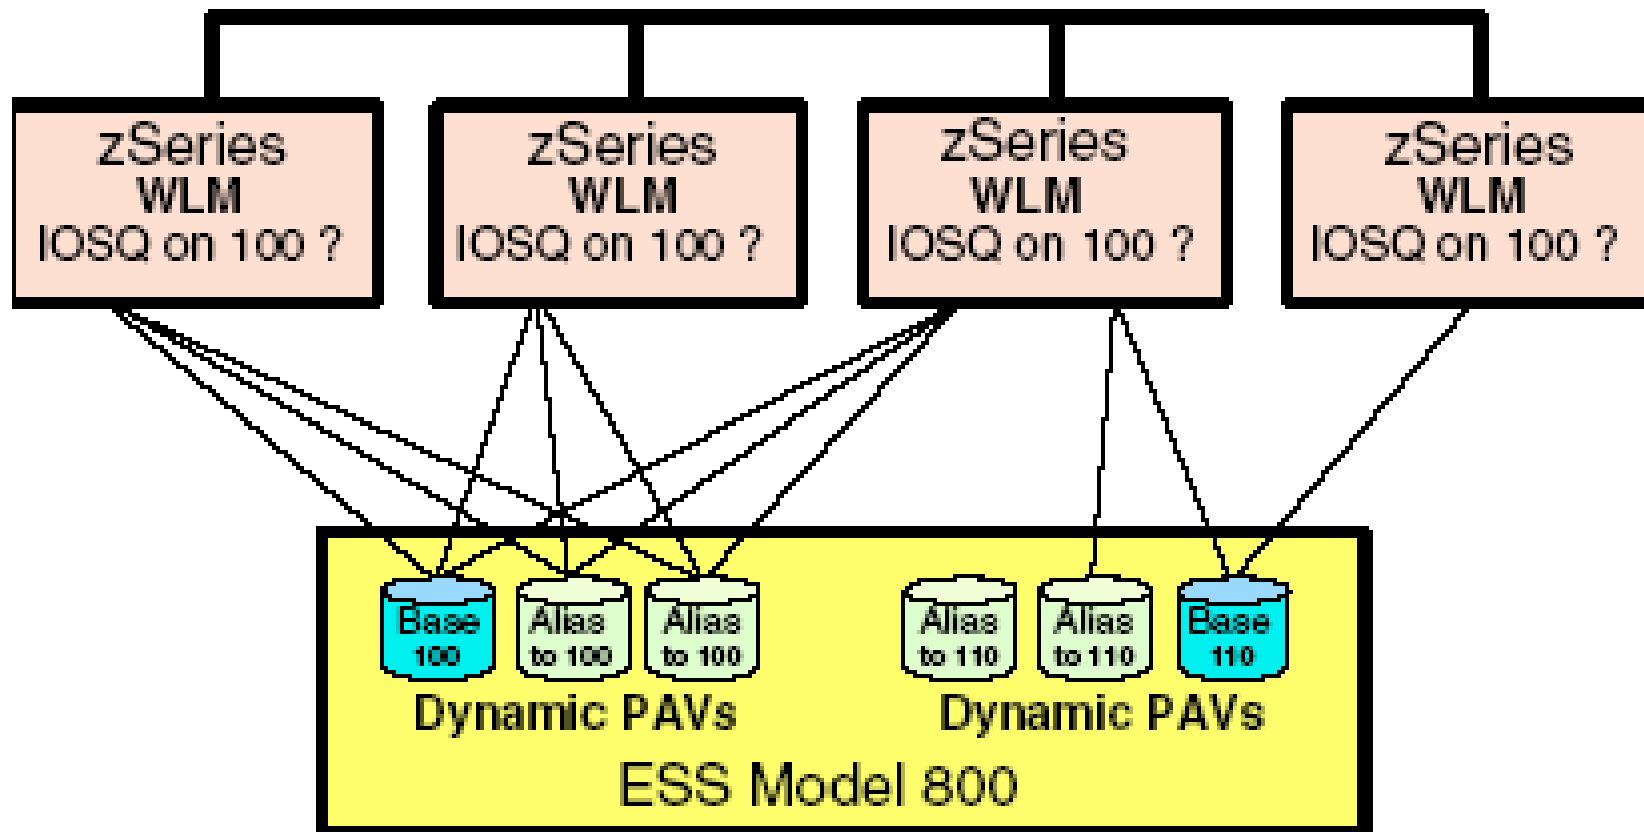 zSeries
WLM
IOSQ on 100 ?
zSeries
WLM
IOSQ on 100 ?
zSeries
WLM
IOSQ on 100 ?
zSeries
WLM
IOSQ on 100 ?
Base
100
Alias
to 100
Alias
to 100
Alias
to 110
Alias
to 110
Base
110
Dynamic PAVs
Dynamic PAVs
ESS Model 800